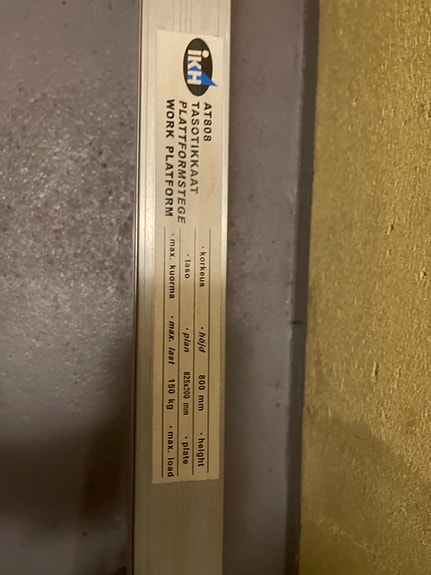 iKH
AT808
TASOTIKKAAT
PLATTFORMSTEGE
WORK PLATFORM
· korkeus · höjd 800 mm · height
· taso · plan 825x300 mm · plate
· max. kuorma · max. last 150 kg · max. load